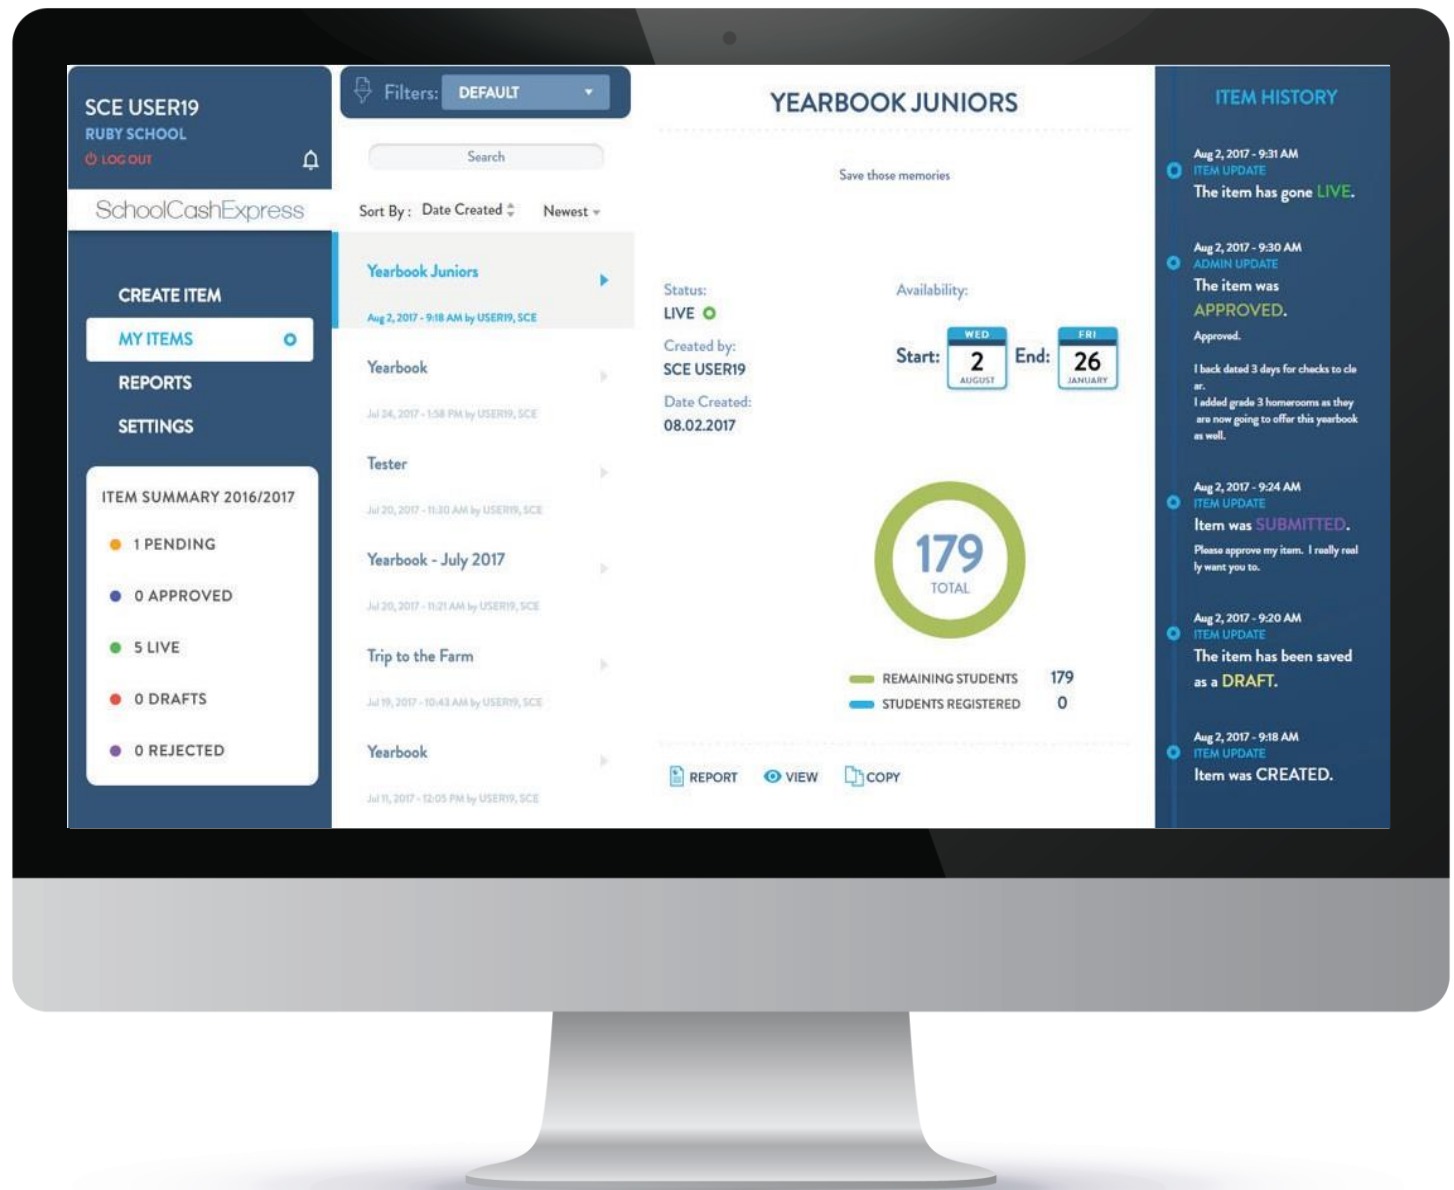 SCE USER19
RUBY SCHOOL
LOG OUT
SchoolCashExpress
CREATE ITEM
MY ITEMS
REPORTS
SETTINGS
ITEM SUMMARY 2016/2017
1 PENDING
0 APPROVED
5 LIVE
0 DRAFTS
0 REJECTED
Filters: DEFAULT
Search
Sort By : Date Created Newest
Yearbook Juniors
Aug 2, 2017 - 9:18 AM by USER19, SCE
Yearbook
Jul 24, 2017 - 1:58 PM by USER19, SCE
Tester
Jul 20, 2017 - 11:30 AM by USER19, SCE
Yearbook - July 2017
Jul 20, 2017 - 11:21 AM by USER19, SCE
Trip to the Farm
Jul 19, 2017 - 10:43 AM by USER19, SCE
Yearbook
Jul 11, 2017 - 12:05 PM by USER19, SCE
YEARBOOK JUNIORS
Save those memories
Status:
LIVE
Created by:
SCE USER19
Date Created:
08.02.2017
Availability:
Start: WED 2 AUGUST End: FRI 26 JANUARY
179
TOTAL
REMAINING STUDENTS 179
STUDENTS REGISTERED 0
REPORT VIEW COPY
ITEM HISTORY
Aug 2, 2017 - 9:31 AM
ITEM UPDATE
The item has gone LIVE.
Aug 2, 2017 - 9:30 AM
ADMIN UPDATE
The item was
APPROVED.
Approved.
I back dated 3 days for checks to cle
ar.
I added grade 3 homerooms as they
are now going to offer this yearbook
as well.
Aug 2, 2017 - 9:24 AM
ITEM UPDATE
Item was SUBMITTED.
Please approve my item. I really real
ly want you to.
Aug 2, 2017 - 9:20 AM
ITEM UPDATE
The item has been saved
as a DRAFT.
Aug 2, 2017 - 9:18 AM
ITEM UPDATE
Item was CREATED.